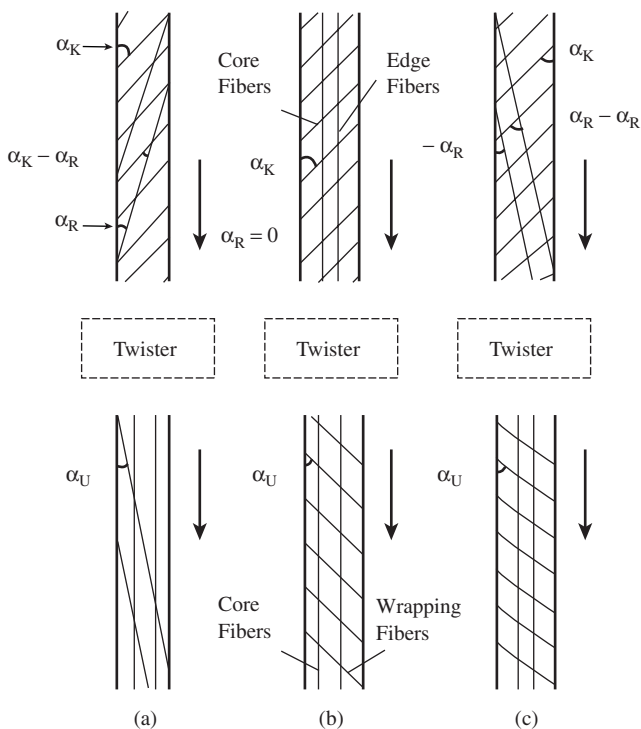 α_K
α_K − α_R
α_R
Core
Fibers
Edge
Fibers
α_K
α_R = 0
α_K
α_R − α_R
− α_R
Twister
Twister
Twister
α_U
α_U
α_U
Core
Fibers
Wrapping
Fibers
(a)
(b)
(c)